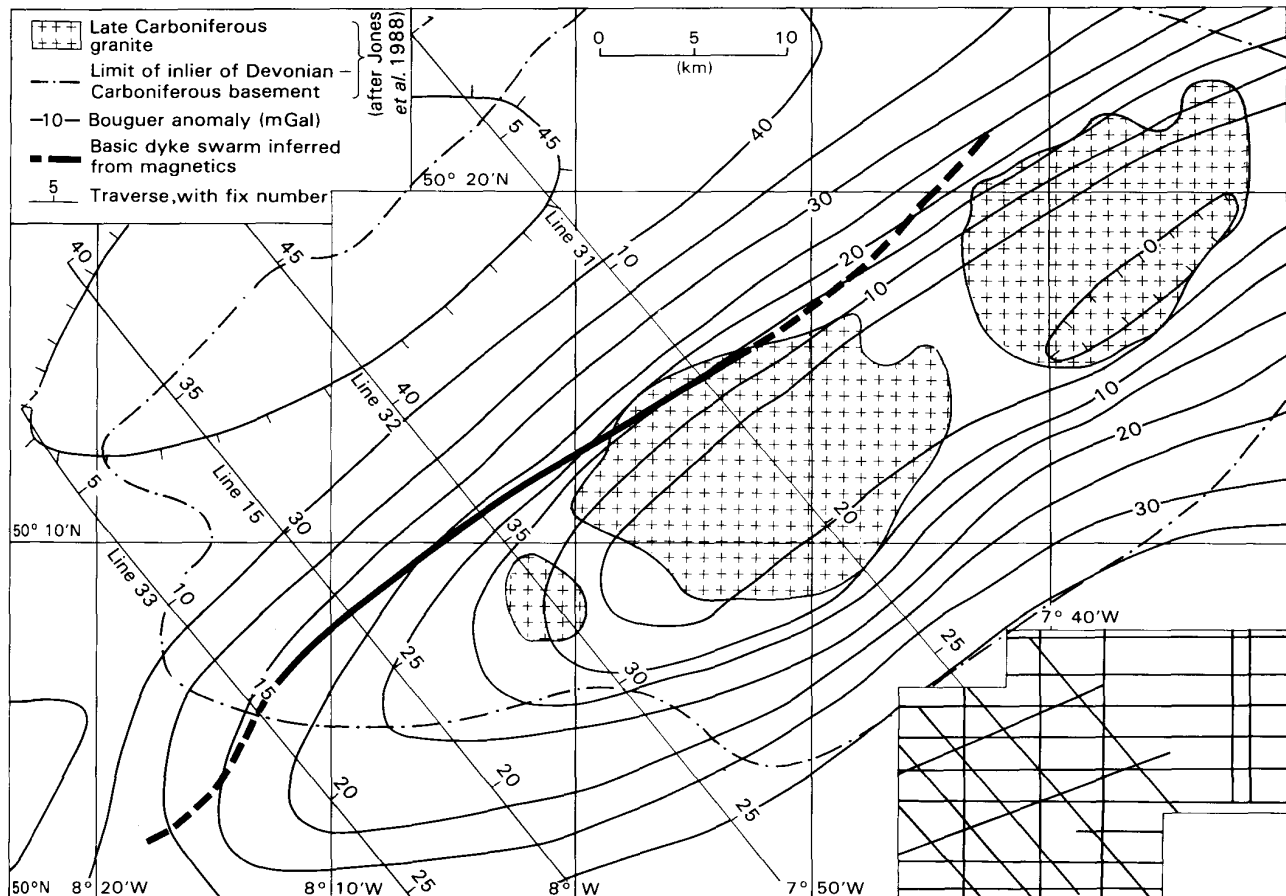 Late Carboniferous
granite
Limit of inlier of Devonian –
Carboniferous basement
(after Jones
et al. 1988)
–10– Bouguer anomaly (mGal)
Basic dyke swarm inferred
from magnetics
5
Traverse, with fix number
0 5 10
(km)
1
5
45
40
50° 20'N
30
Line 31
10
20
10
0
40
45
35
Line 32
40
10
20
30
5
Line 15
30
35
20
50° 10'N
Line 33
10
25
30
25
7° 40'W
15
20
20
25
25
50°N 8° 20'W 8° 10'W 8°W 7° 50'W